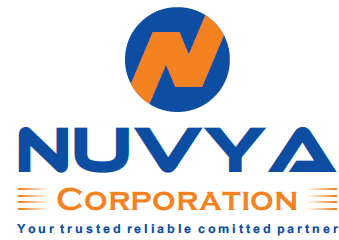 N
NUVYA
CORPORATION
Your trusted reliable comitted partner